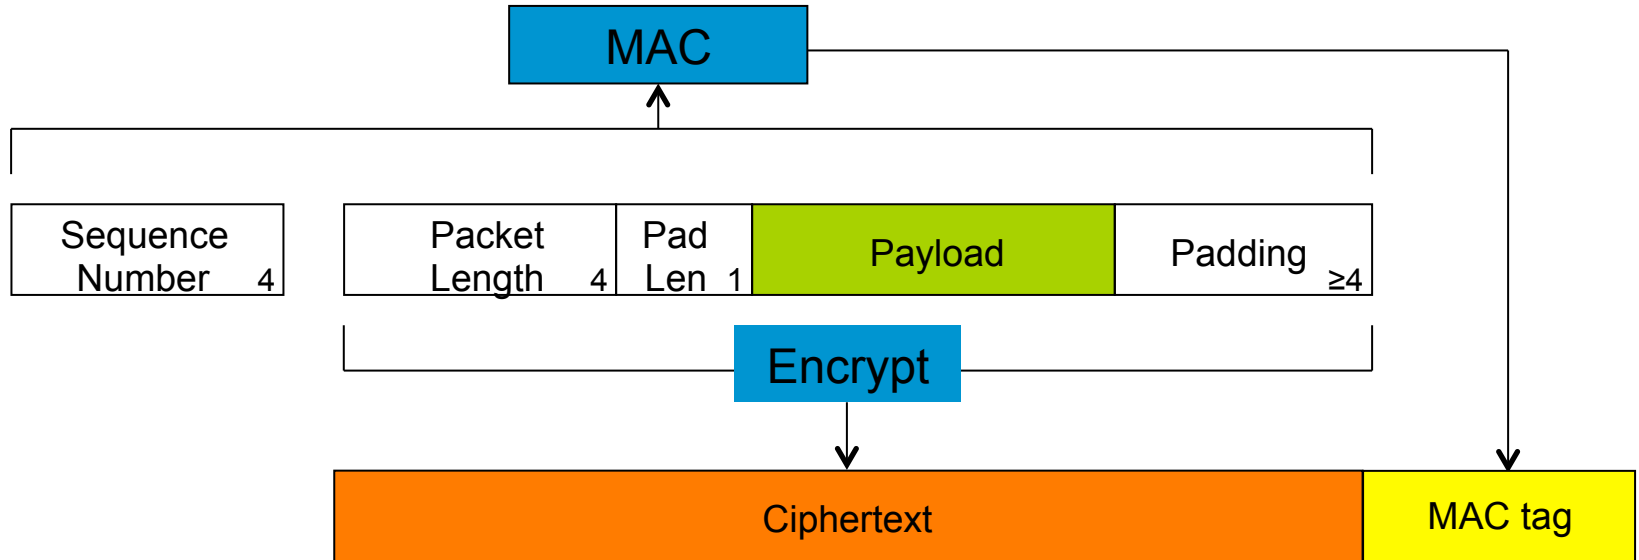 MAC
Sequence
Number 4
Packet
Length 4
Pad
Len 1
Payload
Padding
≥4
Encrypt
Ciphertext
MAC tag